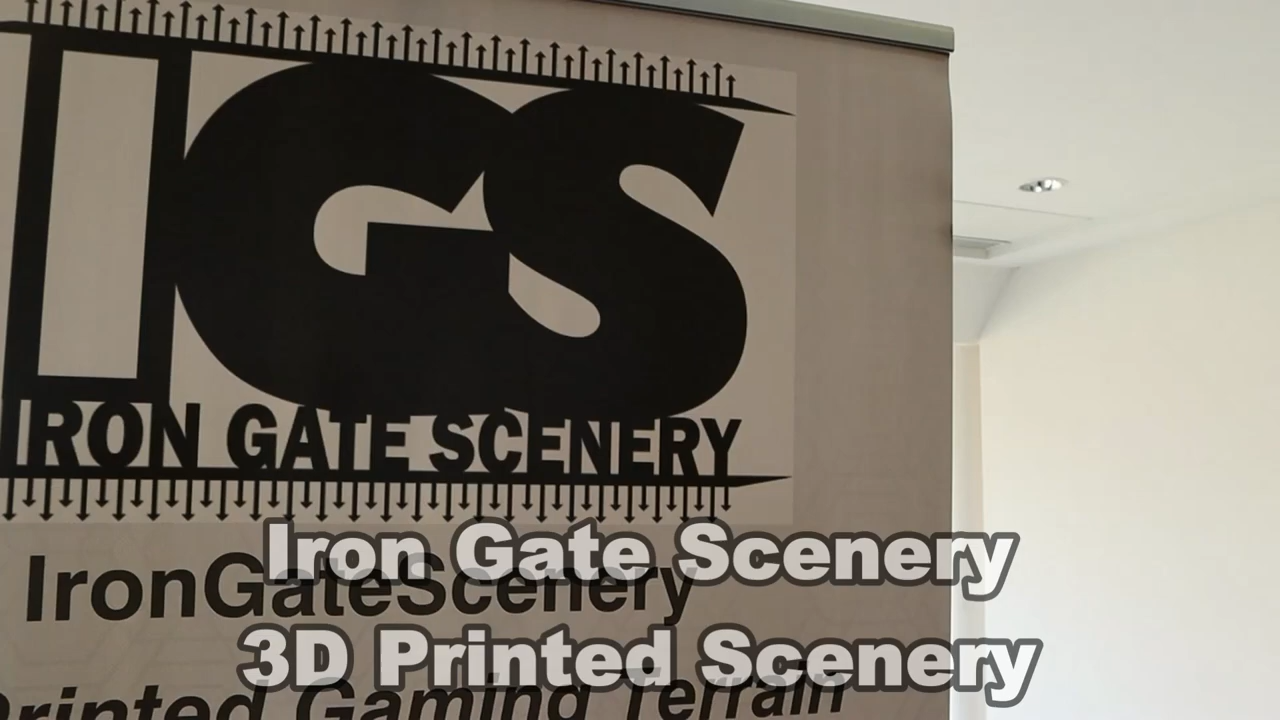 IGS
IRON GATE SCENERY
IronGateScenery
Iron Gate Scenery
3D Printed Scenery
Printed Gaming Terrain